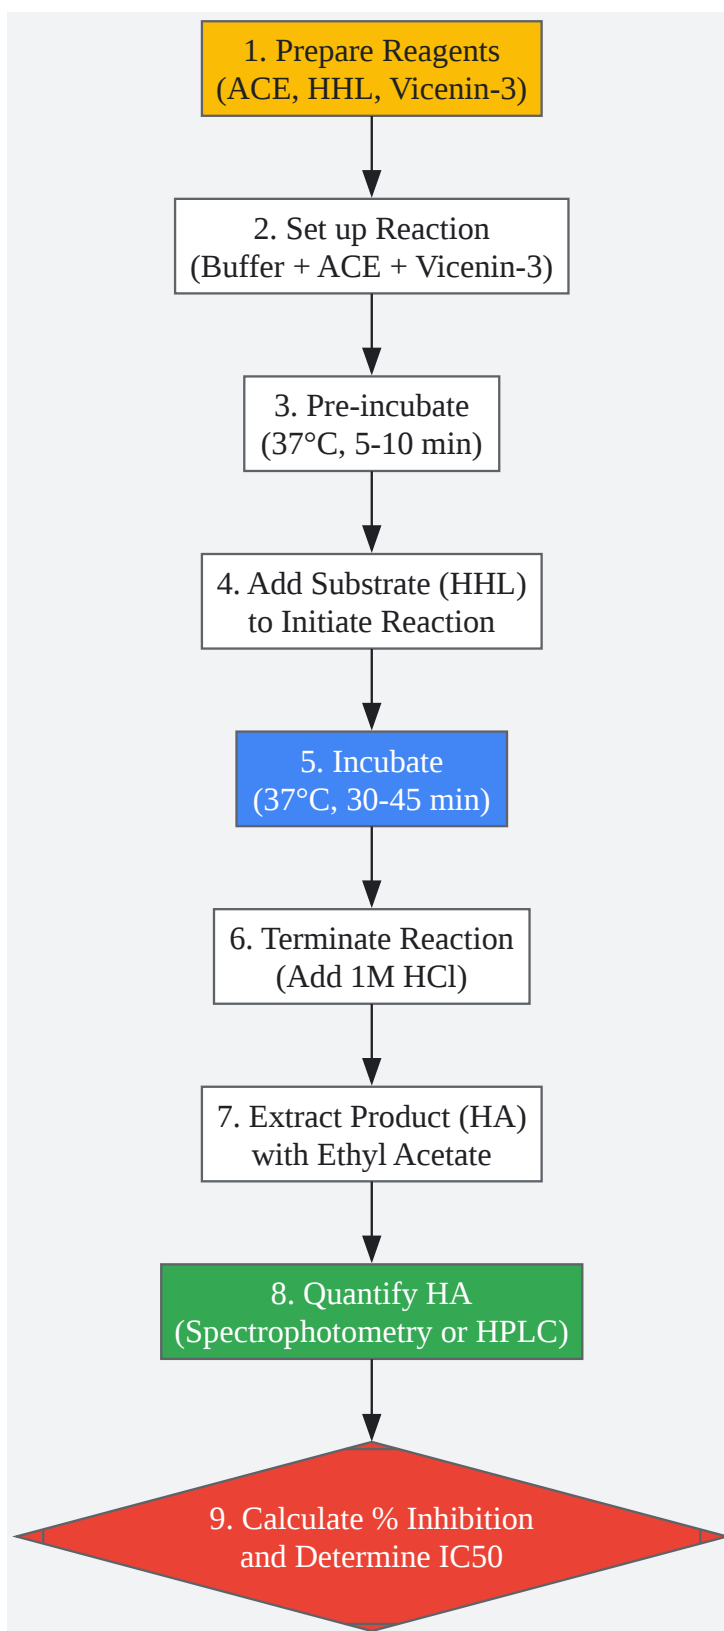 1. Prepare Reagents
(ACE, HHL, Vicenin-3)
2. Set up Reaction
(Buffer + ACE + Vicenin-3)
3. Pre-incubate
(37°C, 5-10 min)
4. Add Substrate (HHL)
to Initiate Reaction
5. Incubate
(37°C, 30-45 min)
6. Terminate Reaction
(Add 1M HCl)
7. Extract Product (HA)
with Ethyl Acetate
8. Quantify HA
(Spectrophotometry or HPLC)
9. Calculate % Inhibition
and Determine IC50